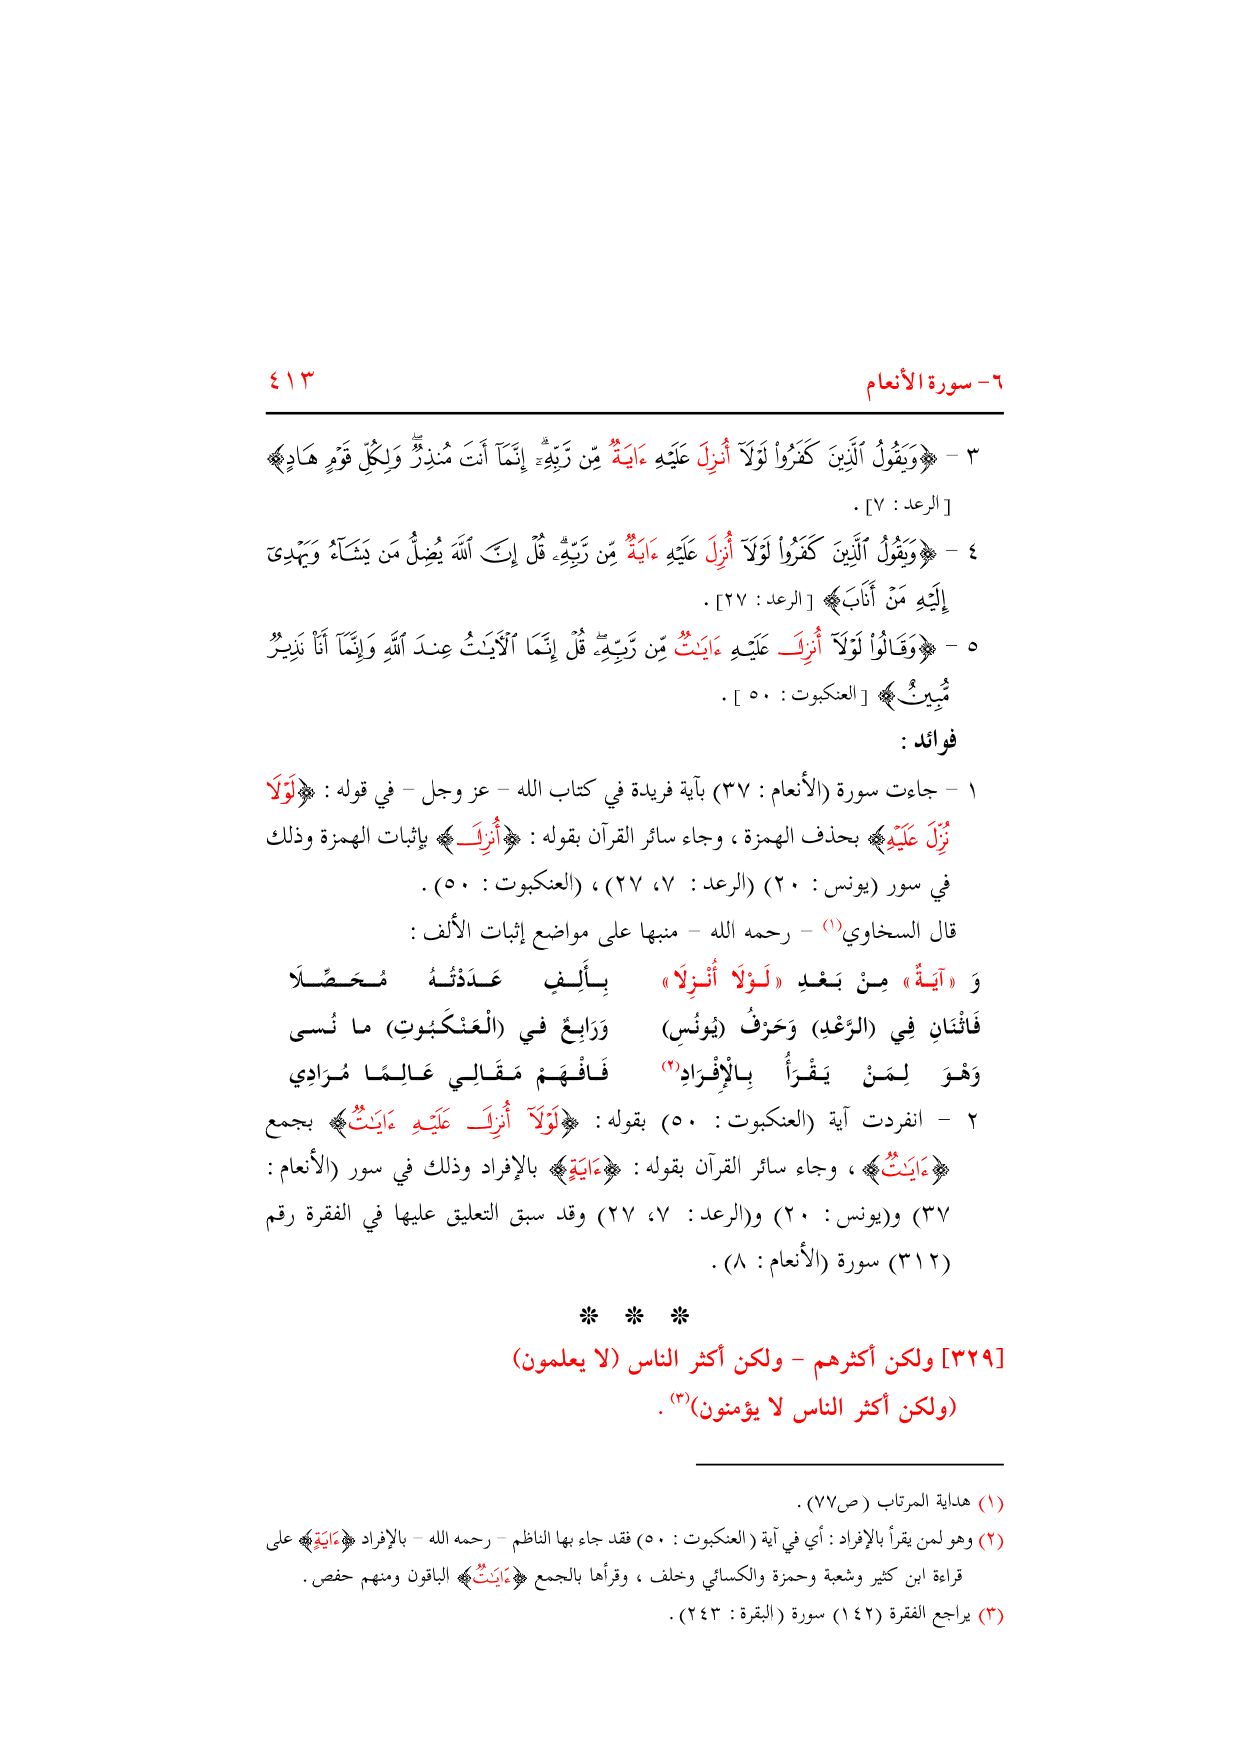 ٦- سورة الأنعام ٤١٣
٣ - ﴿وَيَقُولُ ٱلَّذِينَ كَفَرُواْ لَوۡلَآ أُنزِلَ عَلَيۡهِ ءَايَةٞ مِّن رَّبِّهِۦٓۗ إِنَّمَآ أَنتَ مُنذِرٞۖ وَلِكُلِّ قَوۡمٍ هَادٍ﴾
[الرعد : ٧] .
٤ - ﴿وَيَقُولُ ٱلَّذِينَ كَفَرُواْ لَوۡلَآ أُنزِلَ عَلَيۡهِ ءَايَةٞ مِّن رَّبِّهِۦۚ قُلۡ إِنَّ ٱللَّهَ يُضِلُّ مَن يَشَآءُ وَيَهۡدِيٓ
إِلَيۡهِ مَنۡ أَنَابَ﴾ [الرعد : ٢٧] .
٥ - ﴿وَقَالُواْ لَوۡلَآ أُنزِلَ عَلَيۡهِ ءَايَٰتٞ مِّن رَّبِّهِۦۖ قُلۡ إِنَّمَا ٱلۡأٓيَٰتُ عِندَ ٱللَّهِ وَإِنَّمَآ أَنَا۠ نَذِيرٞ
مُّبِينٌ﴾ [العنكبوت : ٥٠ ] .
فوائد :
١ - جاءت سورة (الأنعام : ٣٧) بآية فريدة في كتاب الله - عز وجل - في قوله : ﴿لَوۡلَا
نُزِّلَ عَلَيۡهِ﴾ بحذف الهمزة ، وجاء سائر القرآن بقوله : ﴿أُنزِلَ﴾ بإثبات الهمزة وذلك
في سور (يونس : ٢٠) (الرعد : ٧، ٢٧) ، (العنكبوت : ٥٠) .
قال السخاوي(١) - رحمه الله - منبها على مواضع إثبات الألف :
وَ «آيَةٌ» مِنْ بَعْدِ «لَوْلَا أُنْزِلَا» بِأَلِفٍ عَدَدْتُهُ مُحَصِّلَا
فَاثْنَانِ فِي (الرَّعْدِ) وَحَرْفُ (يُونُسِ) وَرَابِعٌ في (الْعَنْكَبُوتِ) ما نُسى
وَهْوَ لِمَنْ يَقْرَأُ بِالْإِفْرَادِ(٢) فَافْهَمْ مَقَالِي عَالِمًا مُرَادِي
٢ - انفردت آية (العنكبوت : ٥٠) بقوله : ﴿لَوۡلَآ أُنزِلَ عَلَيۡهِ ءَايَٰتٞ﴾ بجمع
﴿ءَايَٰتٞ﴾ ، وجاء سائر القرآن بقوله : ﴿ءَايَةٖ﴾ بالإفراد وذلك في سور (الأنعام :
٣٧) و(يونس : ٢٠) و(الرعد : ٧، ٢٧) وقد سبق التعليق عليها في الفقرة رقم
(٣١٢) سورة (الأنعام : ٨) .
❊ ❊ ❊
[٣٢٩] ولكن أكثرهم - ولكن أكثر الناس (لا يعلمون)
(ولكن أكثر الناس لا يؤمنون)(٣) .
(١) هداية المرتاب (ص٧٧) .
(٢) وهو لمن يقرأ بالإفراد : أي في آية (العنكبوت : ٥٠) فقد جاء بها الناظم - رحمه الله - بالإفراد ﴿ءَايَةٖ﴾ على
قراءة ابن كثير وشعبة وحمزة والكسائي وخلف ، وقرأها بالجمع ﴿ءَايَٰتٞ﴾ الباقون ومنهم حفص .
(٣) يراجع الفقرة (١٤٢) سورة (البقرة : ٢٤٣) .